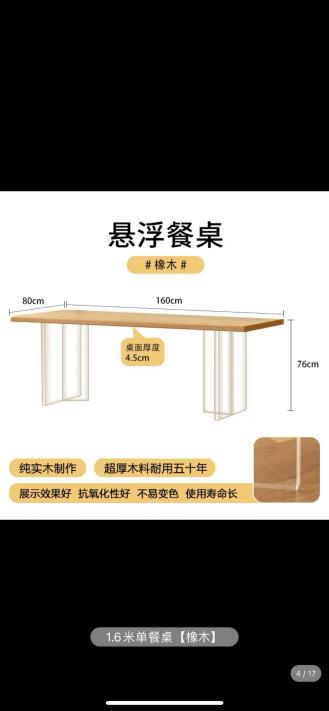 悬浮餐桌
#橡木#
80cm
160cm
桌面厚度
4.5cm
76cm
纯实木制作 超厚木料耐用五十年
展示效果好 抗氧化性好 不易变色 使用寿命长
1.6米单餐桌【橡木】
4 / 17